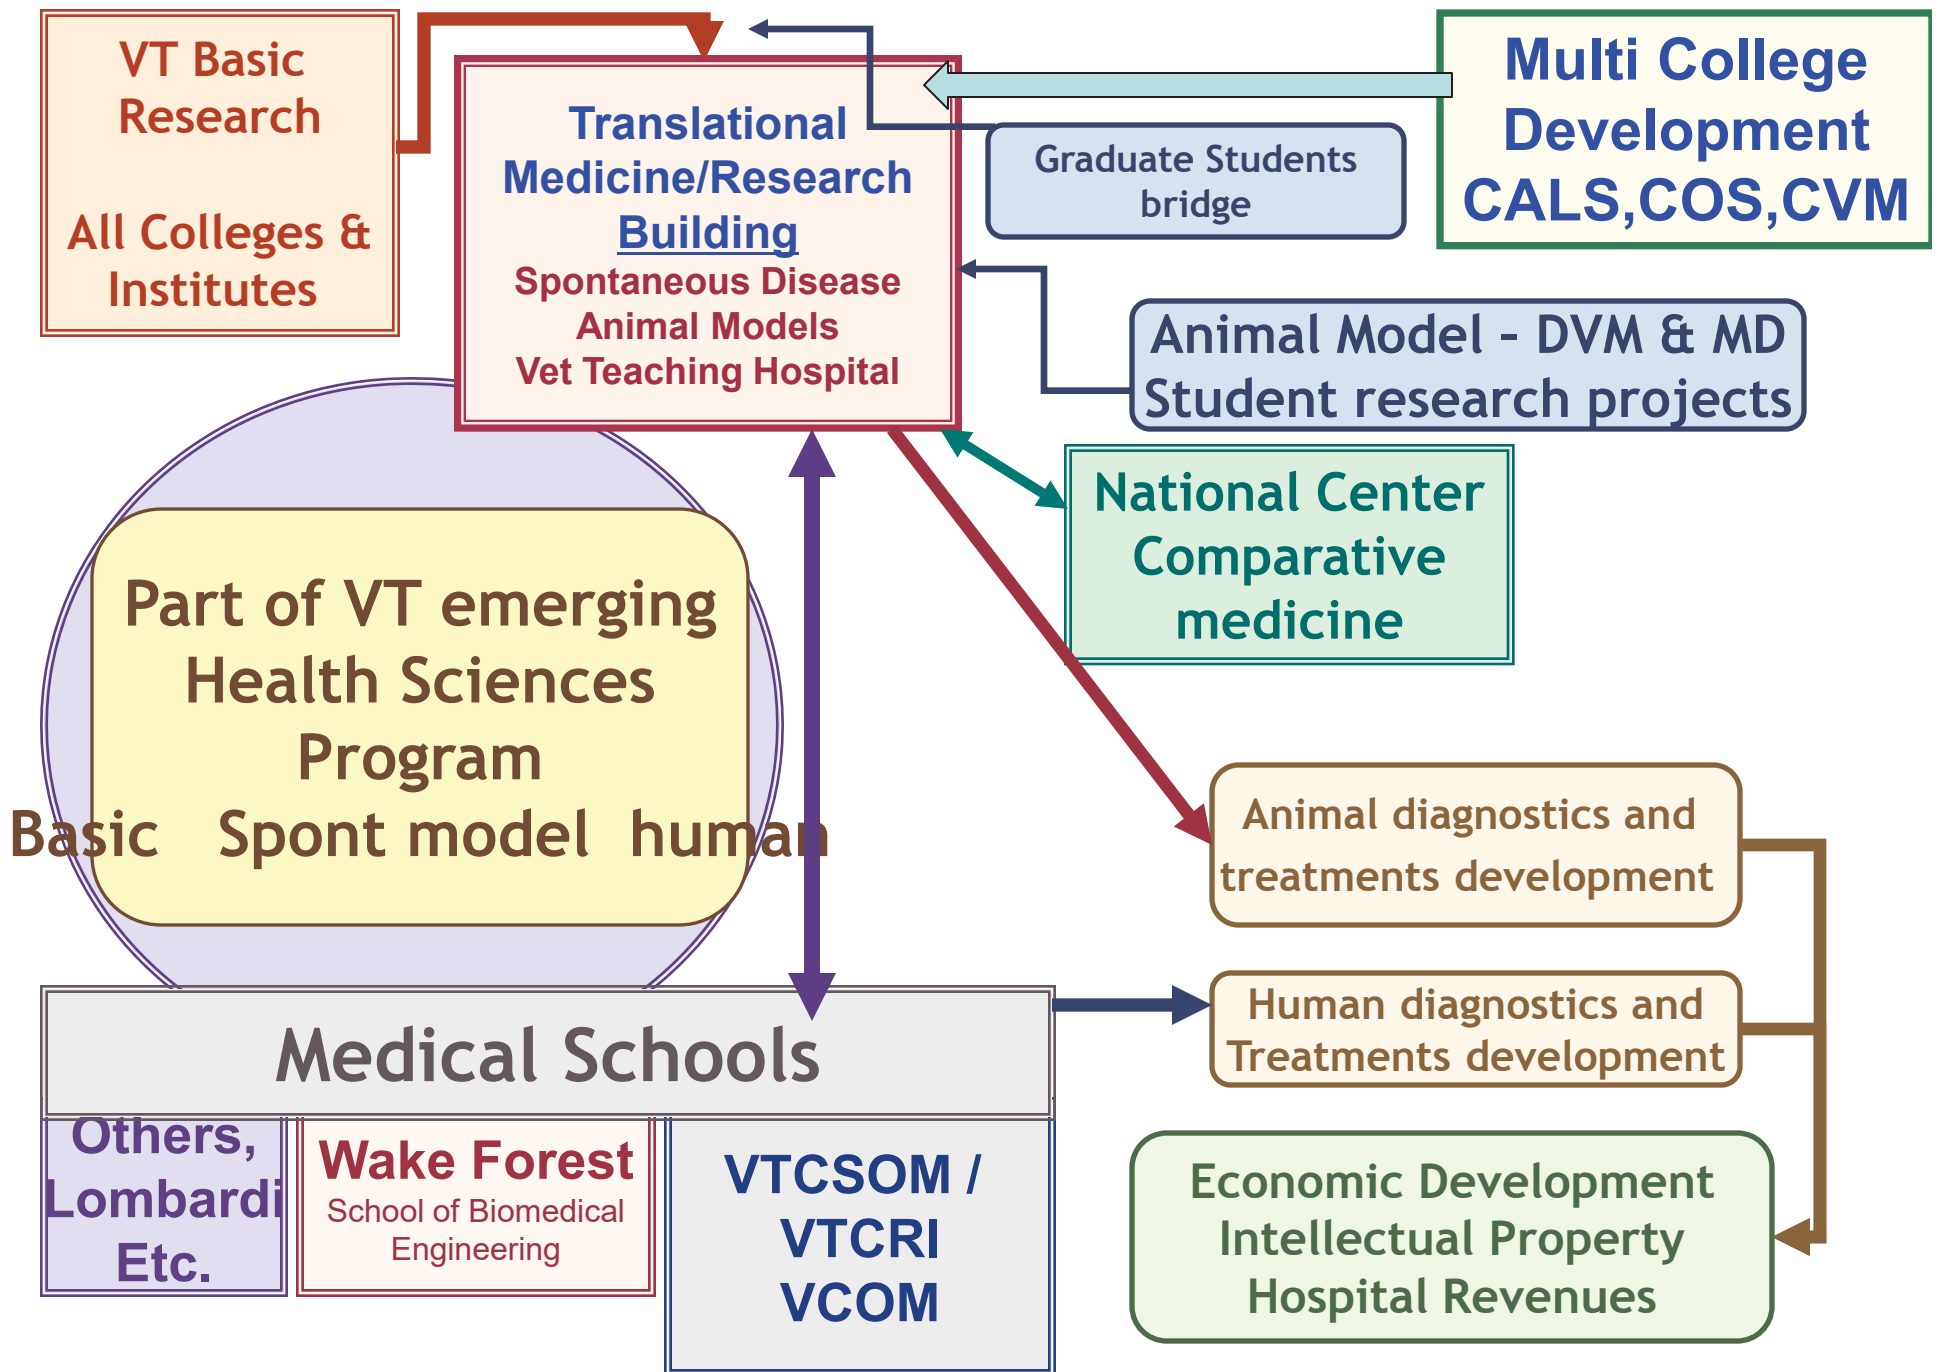 VT Basic
Research
All Colleges &
Institutes
Translational
Medicine/Research
Building
Spontaneous Disease
Animal Models
Vet Teaching Hospital
Graduate Students
bridge
Multi College
Development
CALS,COS,CVM
Animal Model – DVM & MD
Student research projects
National Center
Comparative
medicine
Part of VT emerging
Health Sciences
Program
Basic Spont model human
Animal diagnostics and
treatments development
Human diagnostics and
Treatments development
Medical Schools
Others,
Lombardi
Etc.
Wake Forest
School of Biomedical
Engineering
VTCSOM /
VTCRI
VCOM
Economic Development
Intellectual Property
Hospital Revenues